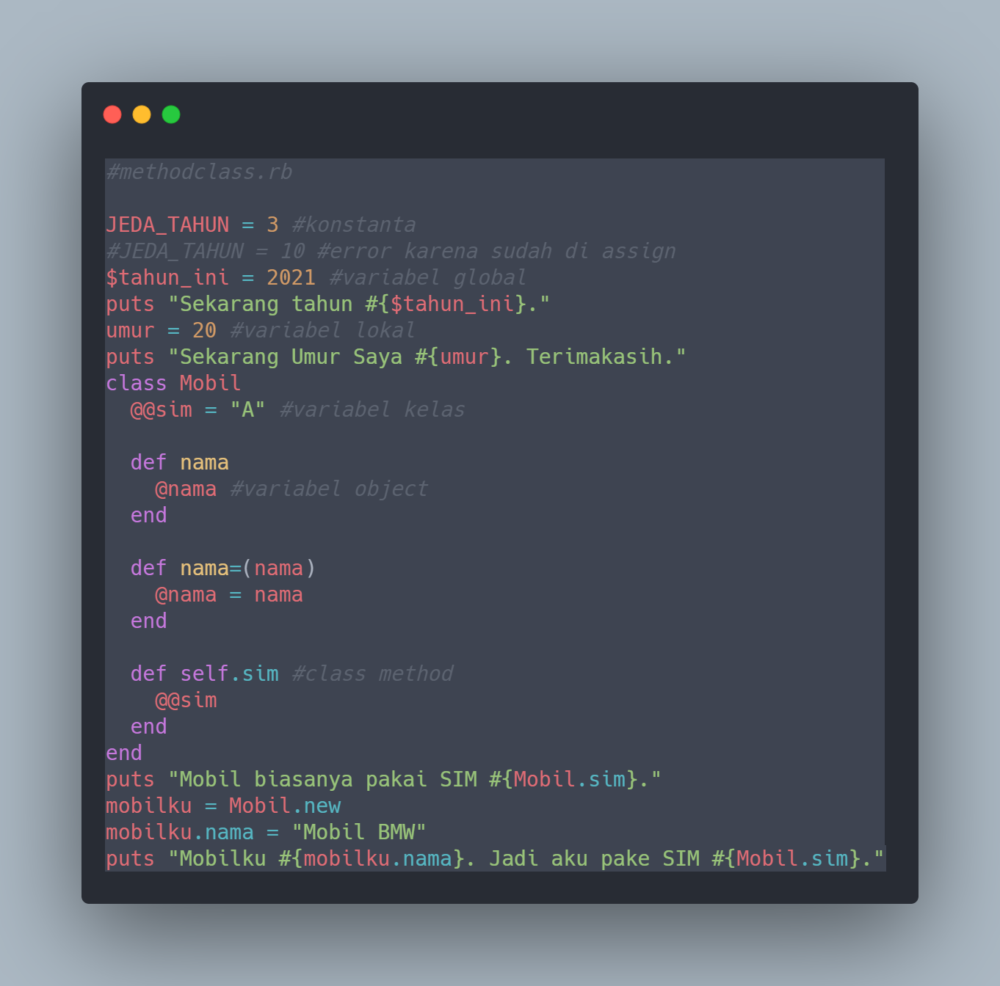 #methodclass.rb
JEDA_TAHUN = 3 #konstanta
#JEDA_TAHUN = 10 #error karena sudah di assign
$tahun_ini = 2021 #variabel global
puts "Sekarang tahun #{$tahun_ini}."
umur = 20 #variabel lokal
puts "Sekarang Umur Saya #{umur}. Terimakasih."
class Mobil
  @@sim = "A" #variabel kelas
  def nama
    @nama #variabel object
  end
  def nama=(nama)
    @nama = nama
  end
  def self.sim #class method
    @@sim
  end
end
puts "Mobil biasanya pakai SIM #{Mobil.sim}."
mobilku = Mobil.new
mobilku.nama = "Mobil BMW"
puts "Mobilku #{mobilku.nama}. Jadi aku pake SIM #{Mobil.sim}."